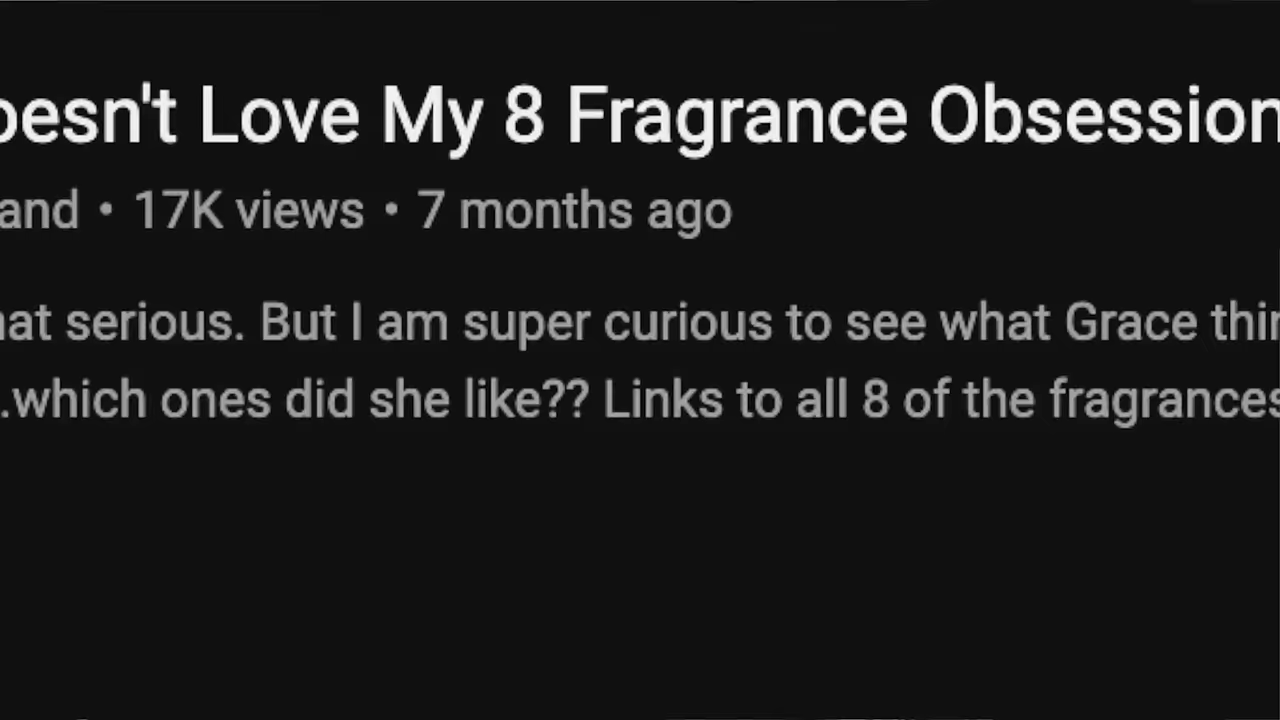 oesn't Love My 8 Fragrance Obsession
and • 17K views • 7 months ago
hat serious. But I am super curious to see what Grace thin
.which ones did she like?? Links to all 8 of the fragrances